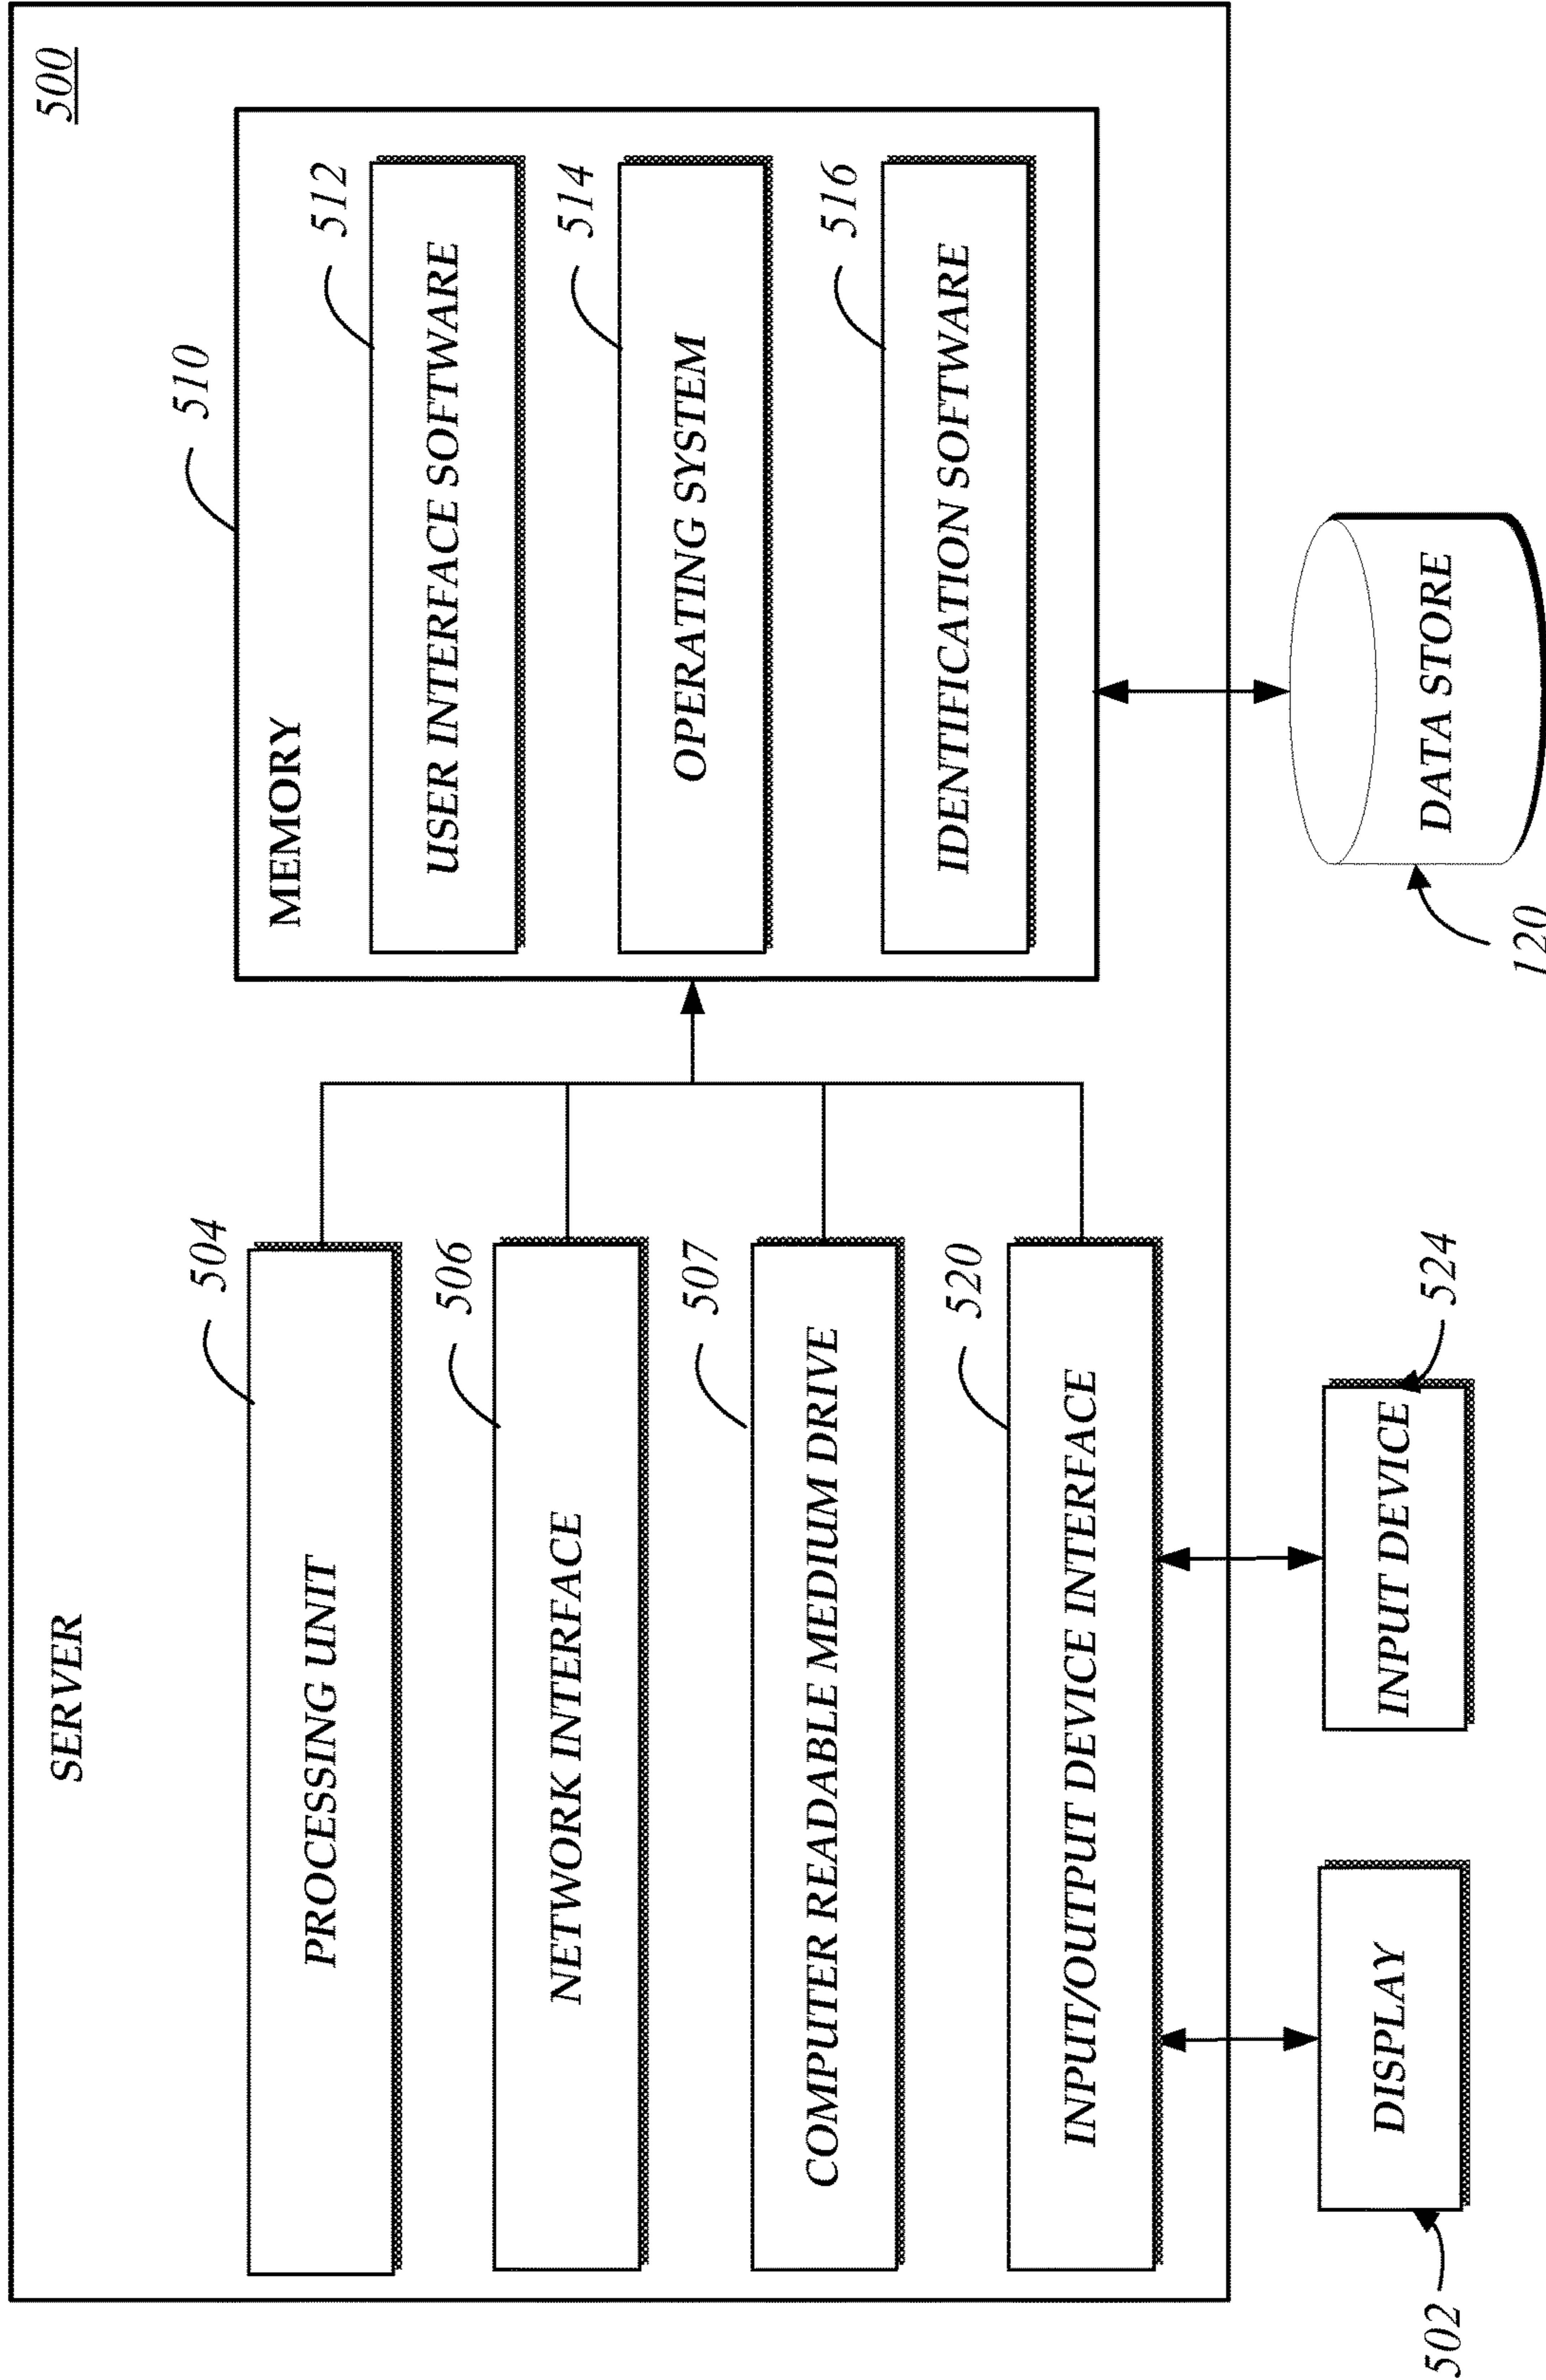 SERVER
500
504
PROCESSING UNIT
506
NETWORK INTERFACE
507
COMPUTER READABLE MEDIUM DRIVE
520
INPUT/OUTPUT DEVICE INTERFACE
510
MEMORY
512
USER INTERFACE SOFTWARE
514
OPERATING SYSTEM
516
IDENTIFICATION SOFTWARE
502
DISPLAY
INPUT DEVICE
524
120
DATA STORE